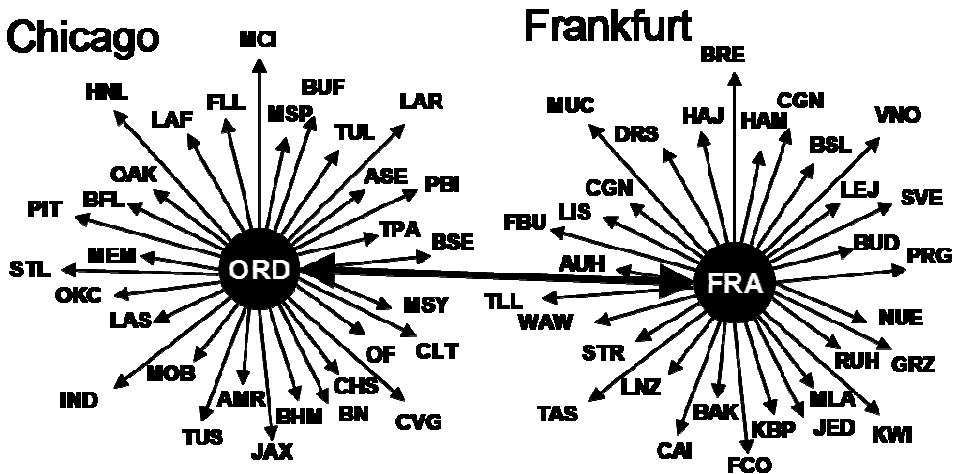 Chicago
Frankfurt
MCI
BRE
HNL
FLL
BUF
MSP
LAR
LAF
TUL
OAK
ASE
PBI
BFL
PIT
TPA
BSE
MEM
STL
ORD
OKC
MSY
LAS
OF
CLT
MOB
CHS
IND
AMR
BHM
BN
CVG
TUS
JAX
MUC
HAJ
CGN
HAM
VNO
DRS
BSL
CGN
LEJ
SVE
FBU
LIS
BUD
PRG
AUH
FRA
TLL
WAW
NUE
STR
RUH
GRZ
LNZ
MLA
TAS
BAK
KBP
JED
KWI
CAI
FCO